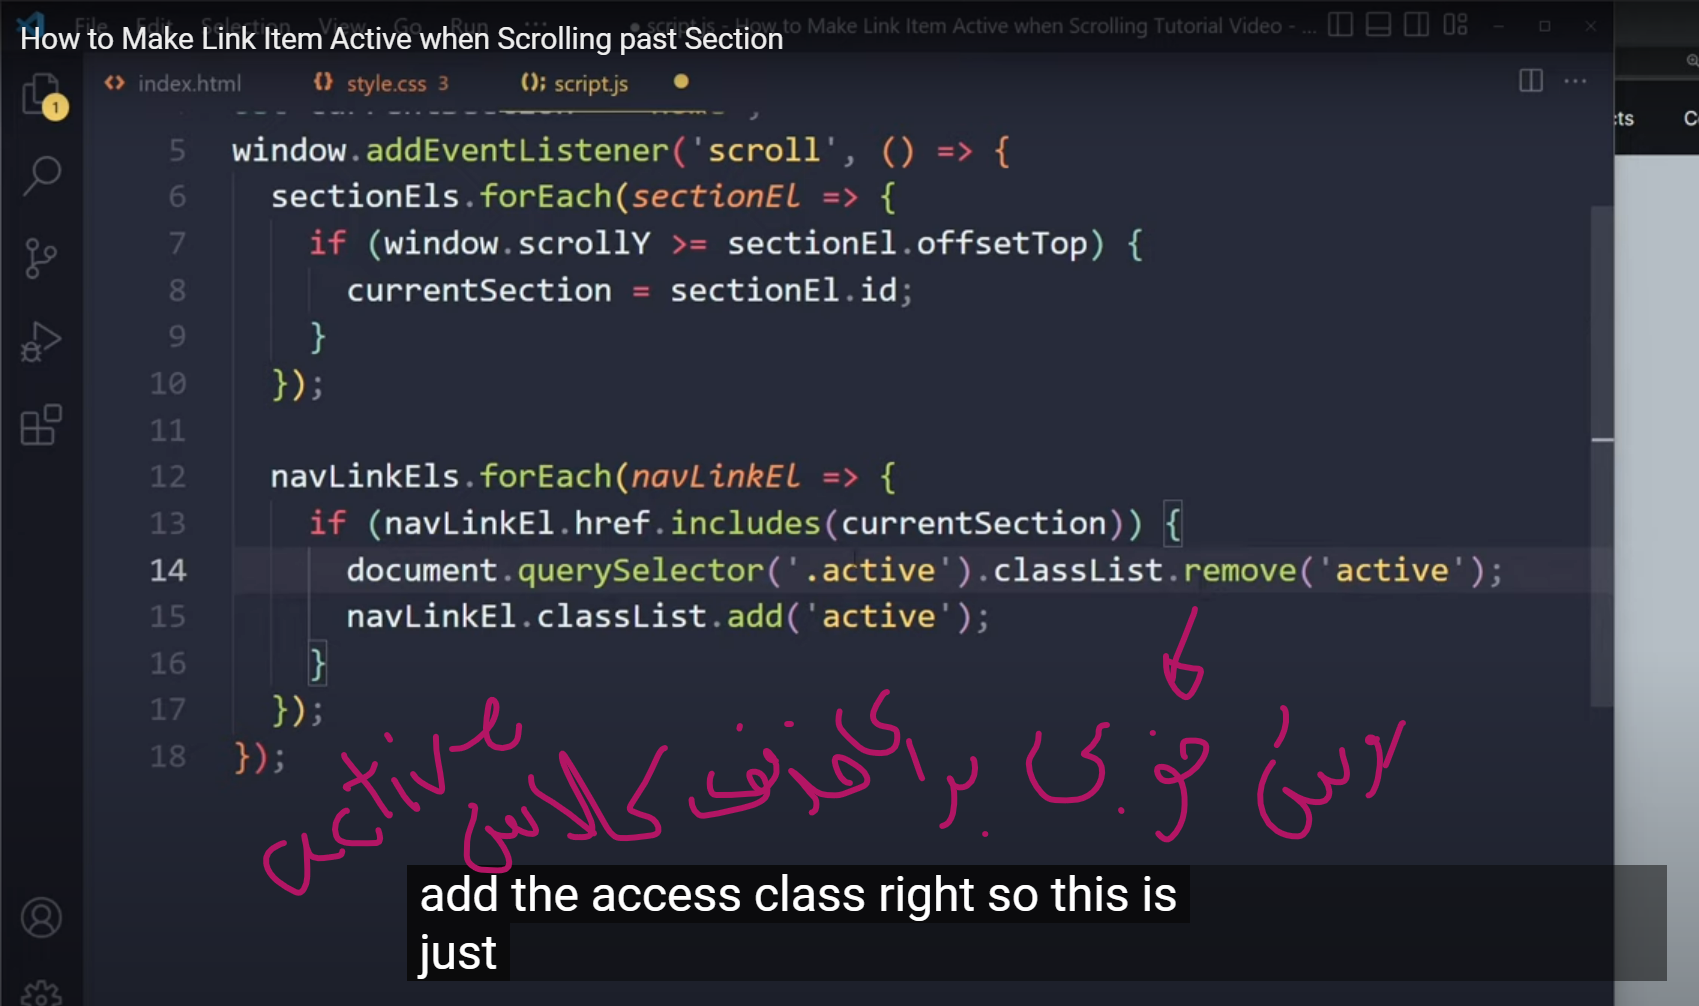 File Edit Selection View Go Run ... ● script.js - How to Make Link Item Active when Scrolling Tutorial Video - ...
How to Make Link Item Active when Scrolling past Section
index.html style.css 3 script.js
1
cts Co
5 window.addEventListener('scroll', () => {
6 sectionEls.forEach(sectionEl => {
7 if (window.scrollY >= sectionEl.offsetTop) {
8 currentSection = sectionEl.id;
9 }
10 });
11
12 navLinkEls.forEach(navLinkEl => {
13 if (navLinkEl.href.includes(currentSection)) {
14 document.querySelector('.active').classList.remove('active');
15 navLinkEl.classList.add('active');
16 }
17 });
18 });
روش خوبی برای حذف کلاس active
add the access class right so this is
just